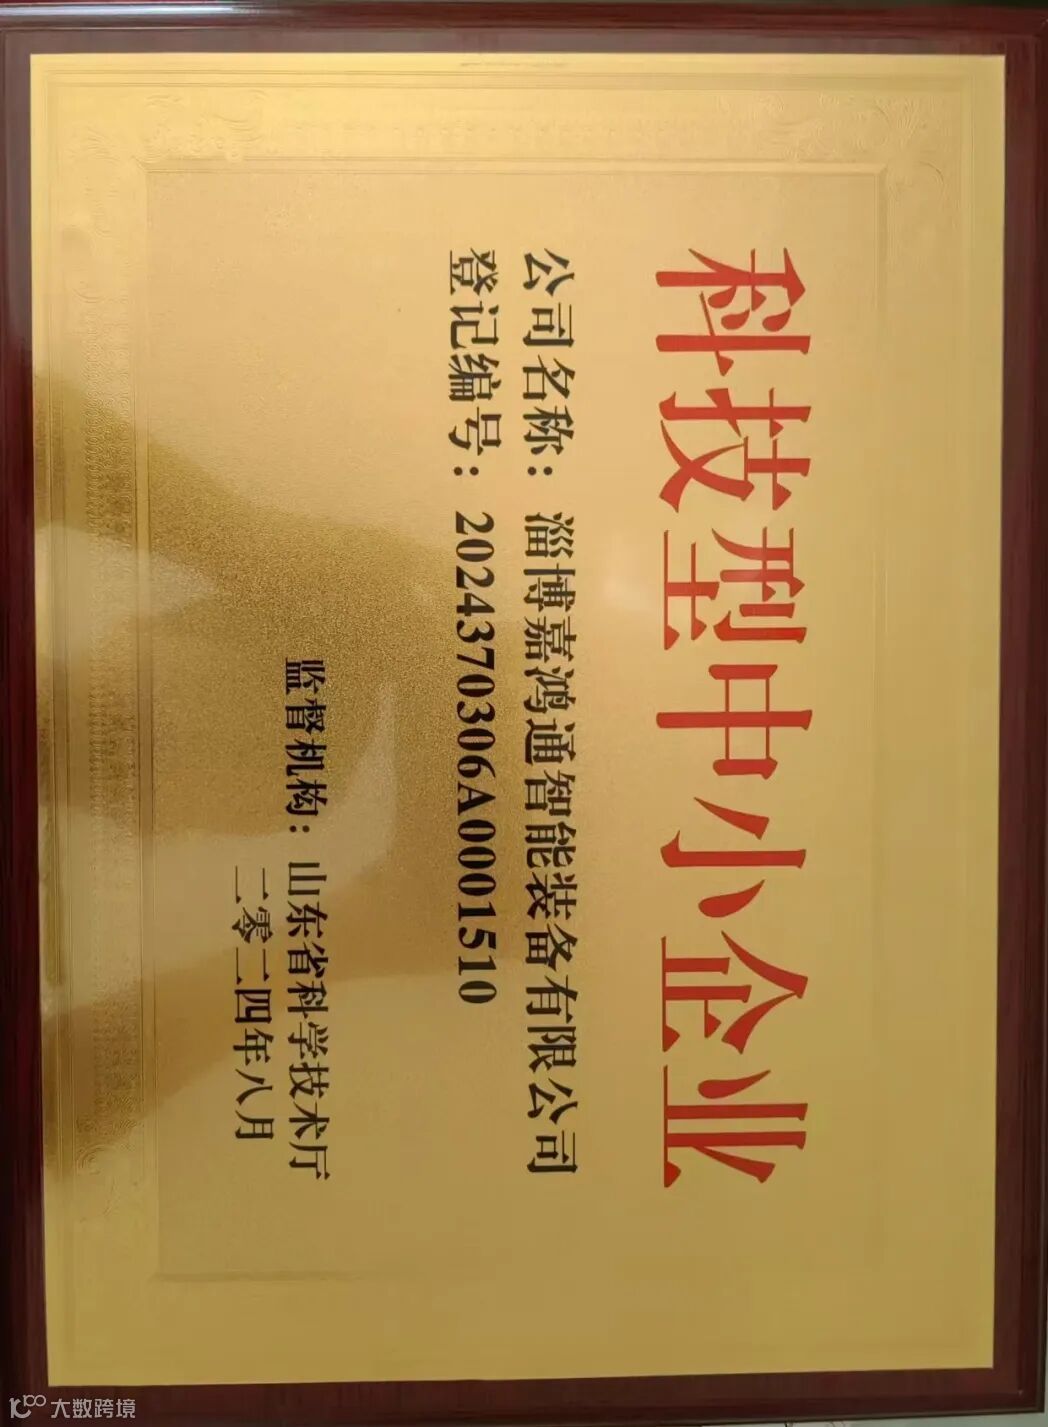 科技型中小企业
公司名称：淄博嘉鸿通智能装备有限公司
登记编号：2024370306A0001510
监督机构：山东省科学技术厅
二零二四年八月
大数跨境